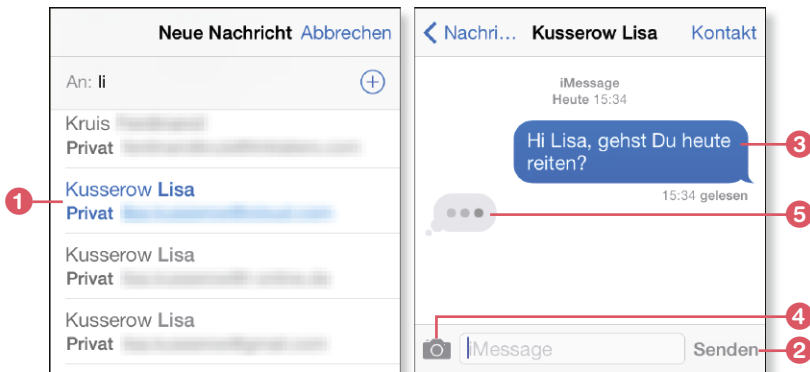 Neue Nachricht Abbrechen
An: li
Kruis
Privat
Kusserow Lisa
Privat
Kusserow Lisa
Privat
Kusserow Lisa
Privat
1
Nachri... Kusserow Lisa Kontakt
iMessage
Heute 15:34
Hi Lisa, gehst Du heute
reiten?
3
15:34 gelesen
5
4
iMessage Senden
2